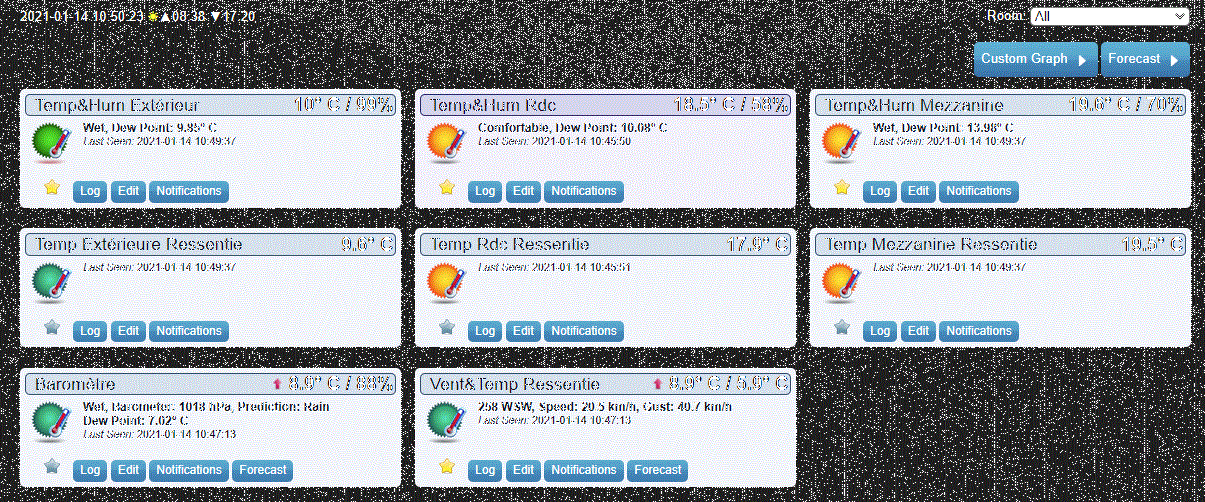 2021-01-14 10:50:23 ☀▲08:38 ▼17:20
Room: All
Custom Graph ▶ Forecast ▶
Temp&Hum Extérieur 10° C / 99%
Wet, Dew Point: 9.85° C
Last Seen: 2021-01-14 10:49:37
Log Edit Notifications
Temp&Hum Rdc 18.5° C / 58%
Comfortable, Dew Point: 10.08° C
Last Seen: 2021-01-14 10:45:50
Log Edit Notifications
Temp&Hum Mezzanine 19.6° C / 70%
Wet, Dew Point: 13.98° C
Last Seen: 2021-01-14 10:49:37
Log Edit Notifications
Temp Extérieure Ressentie 9.6° C
Last Seen: 2021-01-14 10:49:37
Log Edit Notifications
Temp Rdc Ressentie 17.9° C
Last Seen: 2021-01-14 10:45:51
Log Edit Notifications
Temp Mezzanine Ressentie 19.5° C
Last Seen: 2021-01-14 10:49:37
Log Edit Notifications
Baromètre 8.9° C / 88%
Wet, Barometer: 1018 hPa, Prediction: Rain
Dew Point: 7.02° C
Last Seen: 2021-01-14 10:47:13
Log Edit Notifications Forecast
Vent&Temp Ressentie 8.9° C / 5.9° C
258 WSW, Speed: 20.5 km/h, Gust: 40.7 km/h
Last Seen: 2021-01-14 10:47:13
Log Edit Notifications Forecast